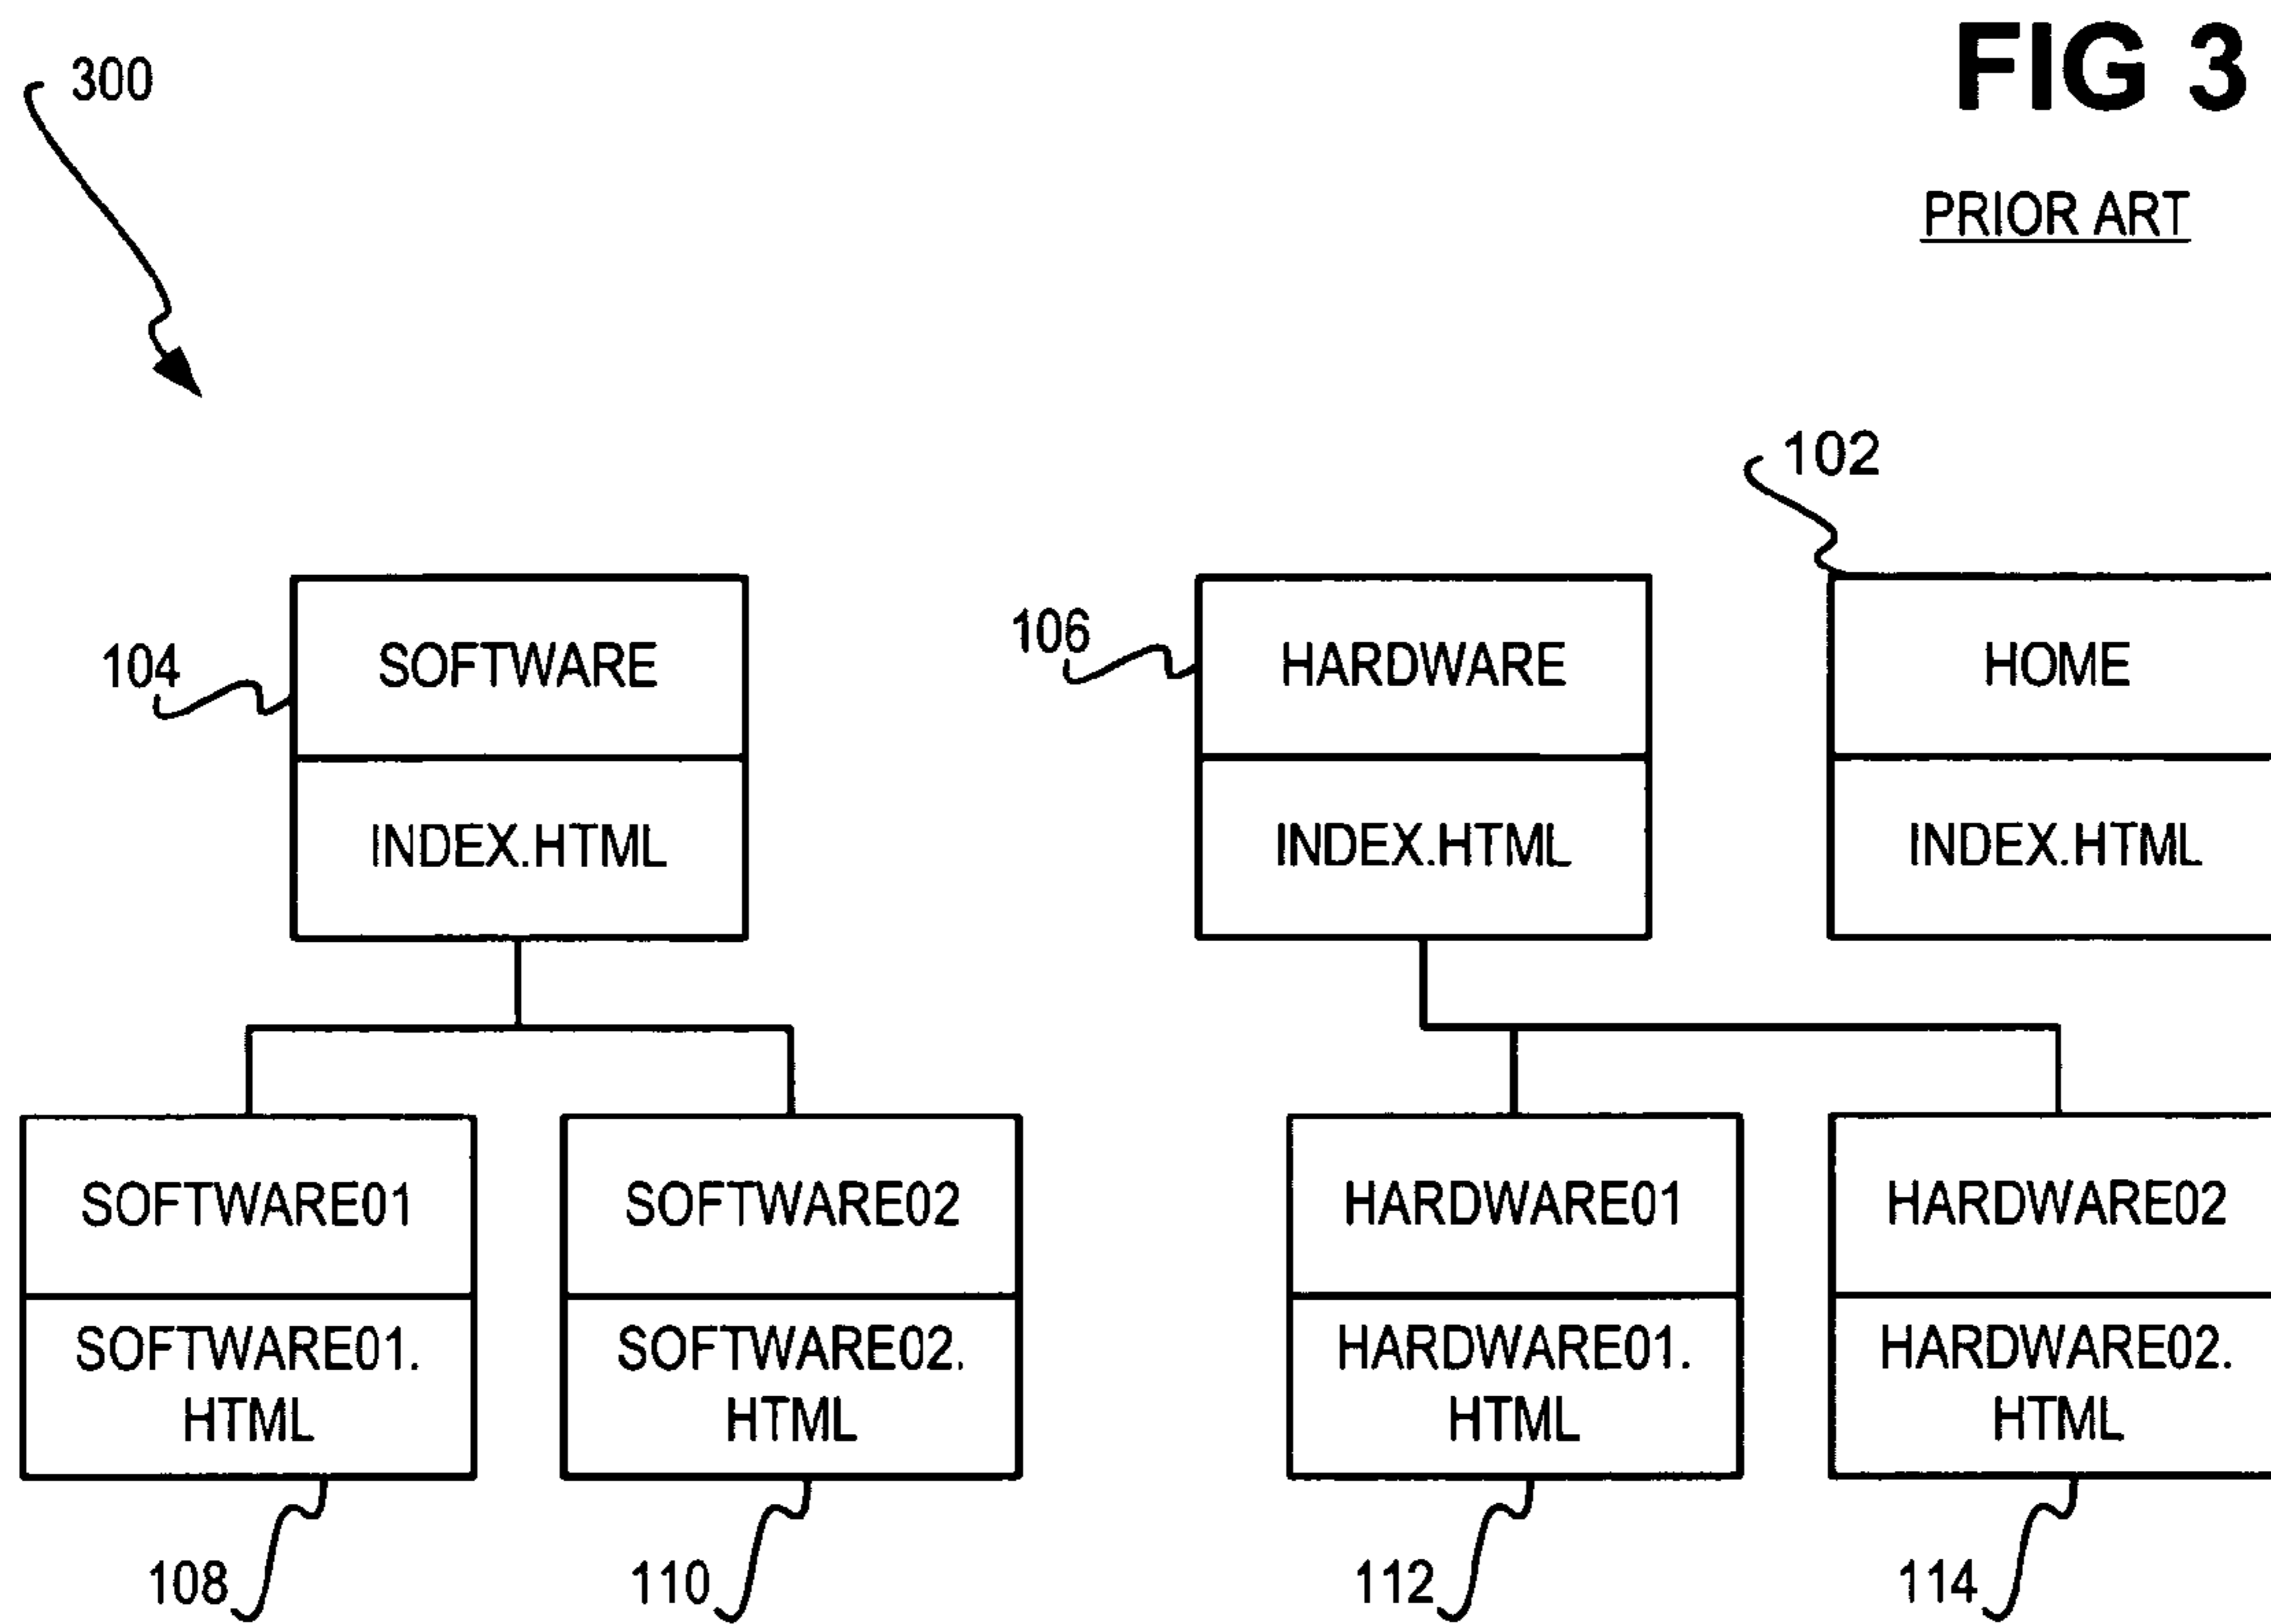 FIG 3
PRIOR ART
300
102
104
106
SOFTWARE
HARDWARE
HOME
INDEX.HTML
INDEX.HTML
INDEX.HTML
SOFTWARE01
SOFTWARE02
HARDWARE01
HARDWARE02
SOFTWARE01.
HTML
SOFTWARE02.
HTML
HARDWARE01.
HTML
HARDWARE02.
HTML
108
110
112
114